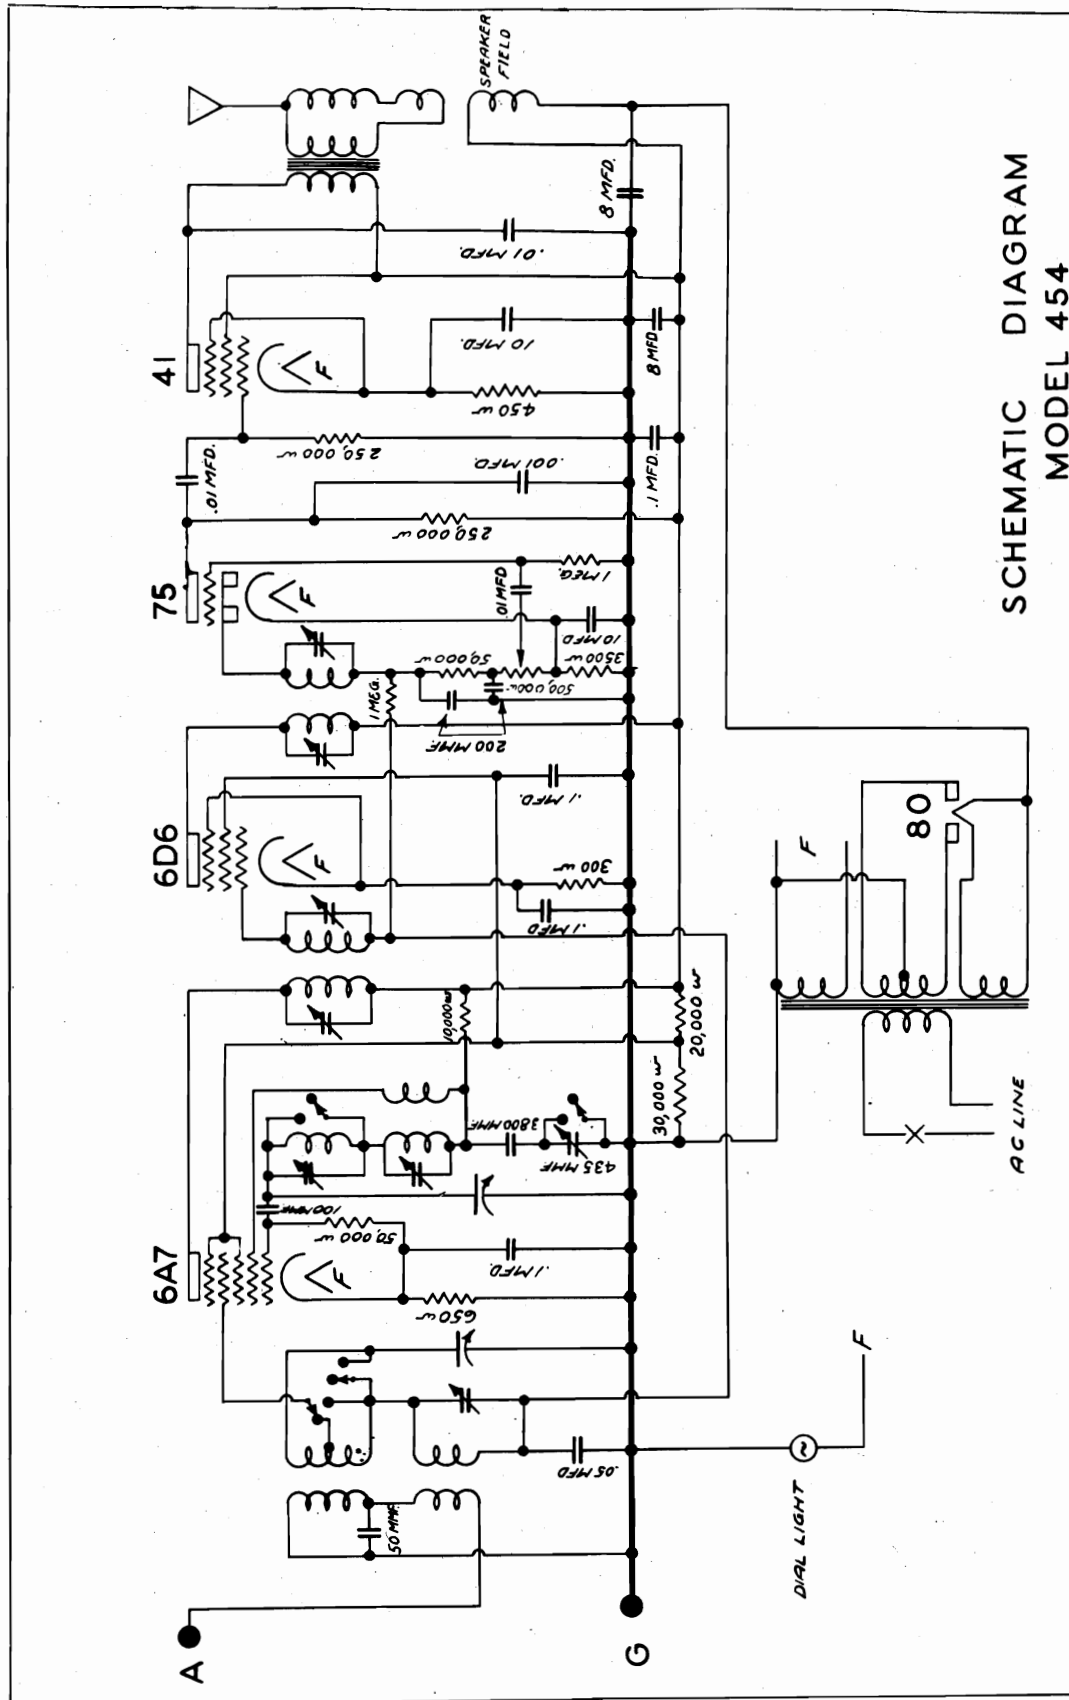 SCHEMATIC DIAGRAM
MODEL 454
A
G
6A7
6D6
75
41
80
F
F
F
F
F
F
50 MMF.
.05 MFD
650 w
.1 MFD.
50,000 w
100 MMF
435 MMF
3800 MMF
10,000 w
30,000 w
20,000 w
.1 MFD
300 w
.1 MFD.
200 MMF.
1 MEG.
50,000 w
500,000 w
3500 w
10 MFD
.01 MFD
1 MEG.
250,000 w
.001 MFD.
.01 MFD.
250,000 w
.1 MFD.
450 w
10 MFD.
8 MFD
.01 MFD.
8 MFD.
SPEAKER
FIELD
DIAL LIGHT
AC LINE